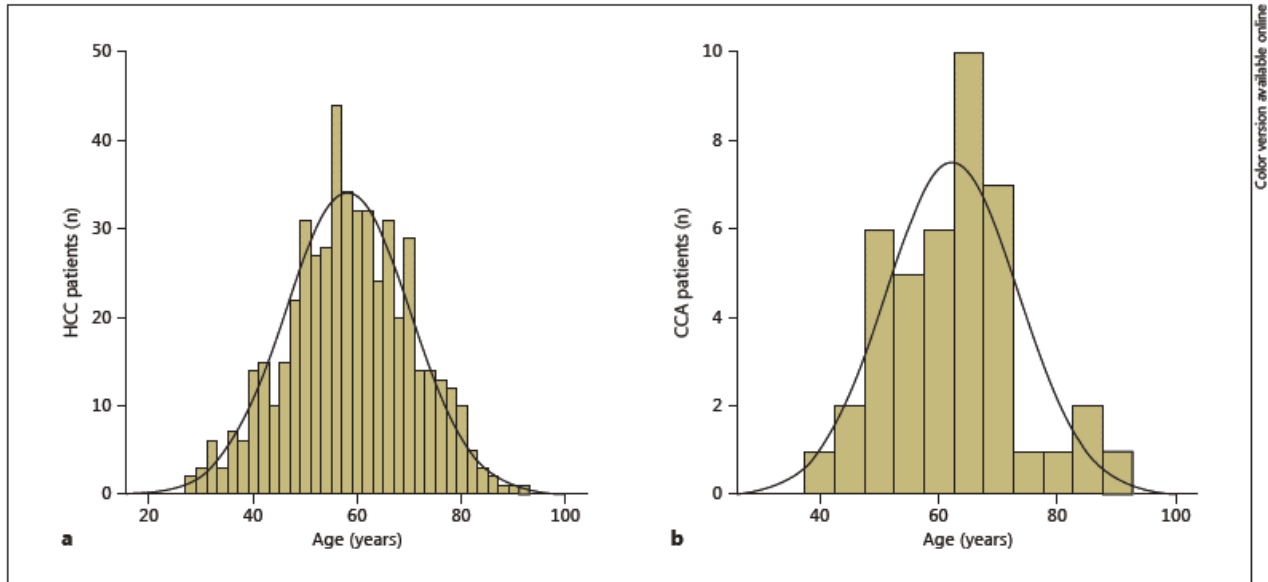 Color version available online
50
40
30
20
10
0
HCC patients (n)
20 40 60 80 100
Age (years)
a
10
8
6
4
2
0
CCA patients (n)
40 60 80 100
Age (years)
b